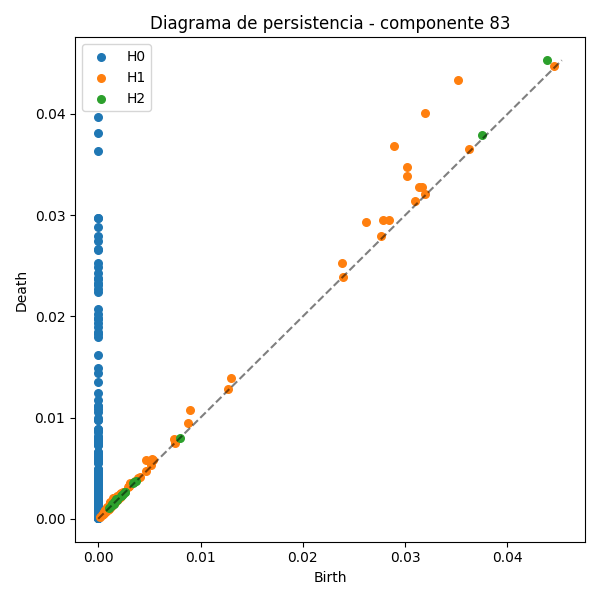 Diagrama de persistencia - componente 83
H0
H1
H2
0.04
0.03
0.02
0.01
0.00
Death
0.00 0.01 0.02 0.03 0.04
Birth